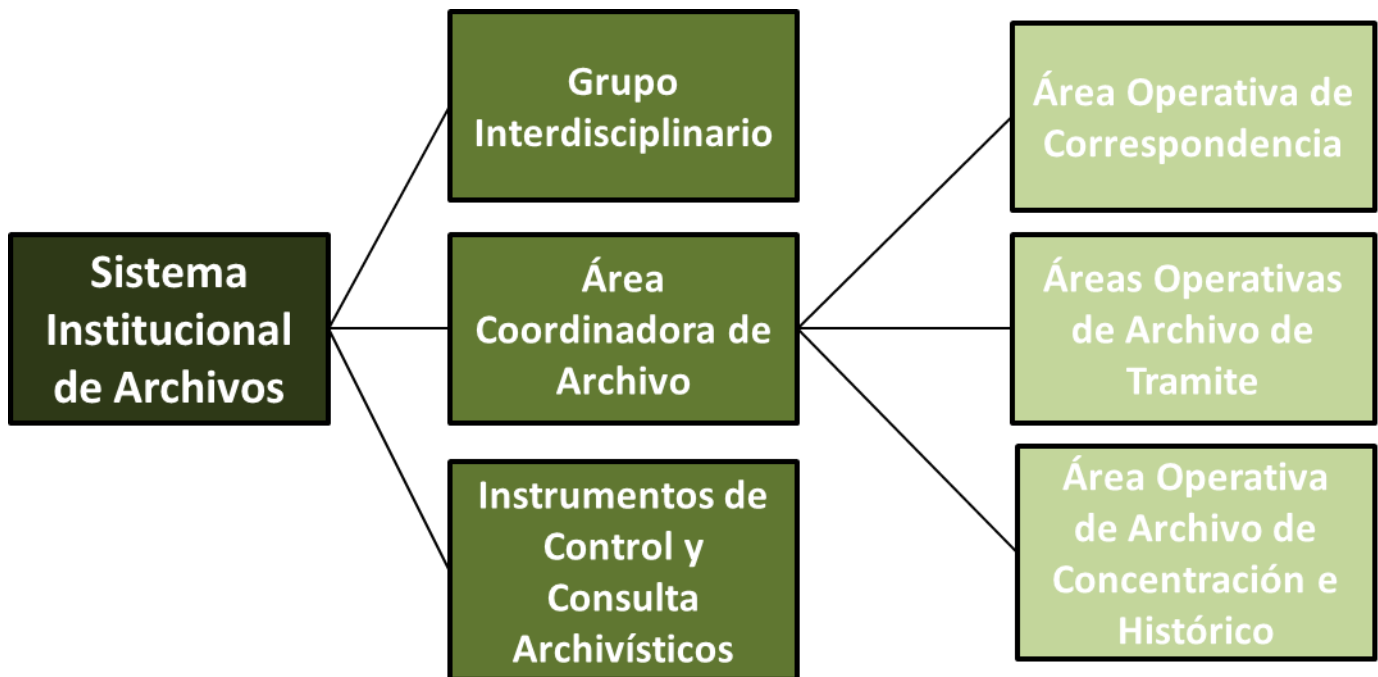 Sistema
Institucional
de Archivos
Grupo
Interdisciplinario
Área
Coordinadora de
Archivo
Instrumentos de
Control y
Consulta
Archivísticos
Área Operativa de
Correspondencia
Áreas Operativas
de Archivo de
Tramite
Área Operativa
de Archivo de
Concentración e
Histórico